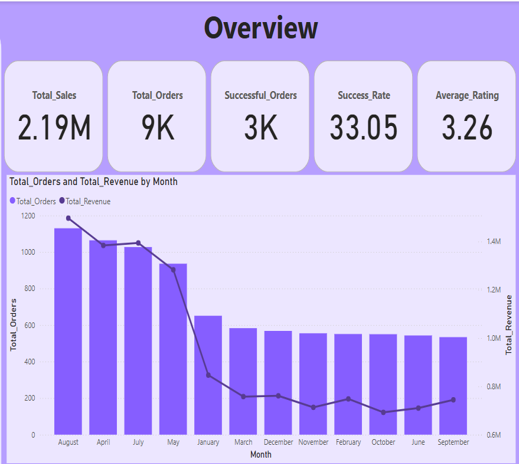 Overview
Total_Sales Total_Orders Successful_Orders Success_Rate Average_Rating
2.19M 9K 3K 33.05 3.26
Total_Orders and Total_Revenue by Month
Total_Orders Total_Revenue
1200
1000
800
600
400
200
0
Total_Orders
1.4M
1.2M
1.0M
0.8M
0.6M
Total_Revenue
August April July May January March December November February October June September
Month